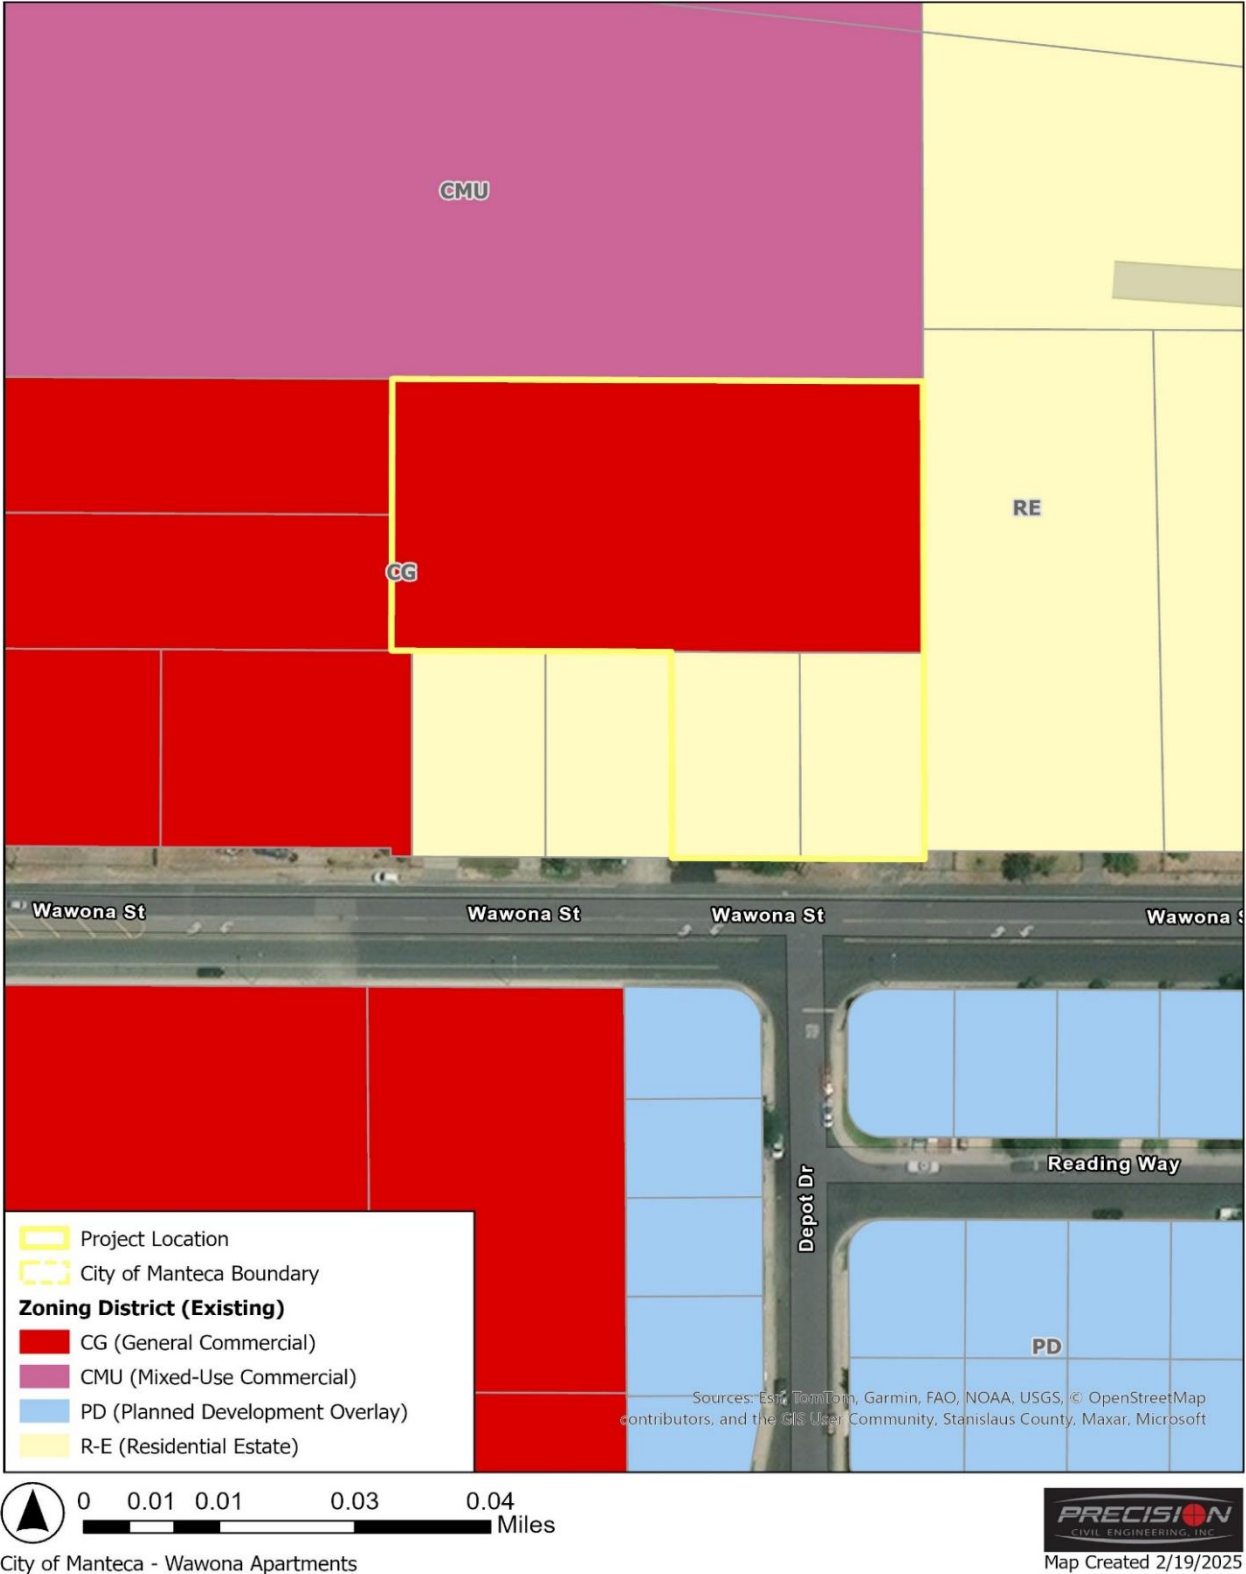 CMU
RE
CG
Wawona St
Wawona St
Wawona St
Wawona S
Reading Way
Depot Dr
PD
Project Location
City of Manteca Boundary
Zoning District (Existing)
CG (General Commercial)
CMU (Mixed-Use Commercial)
PD (Planned Development Overlay)
R-E (Residential Estate)
Sources: Esri, TomTom, Garmin, FAO, NOAA, USGS, © OpenStreetMap
contributors, and the GIS User Community, Stanislaus County, Maxar, Microsoft
0 0.01 0.01 0.03 0.04
Miles
PRECISION
CIVIL ENGINEERING, INC
City of Manteca - Wawona Apartments
Map Created 2/19/2025